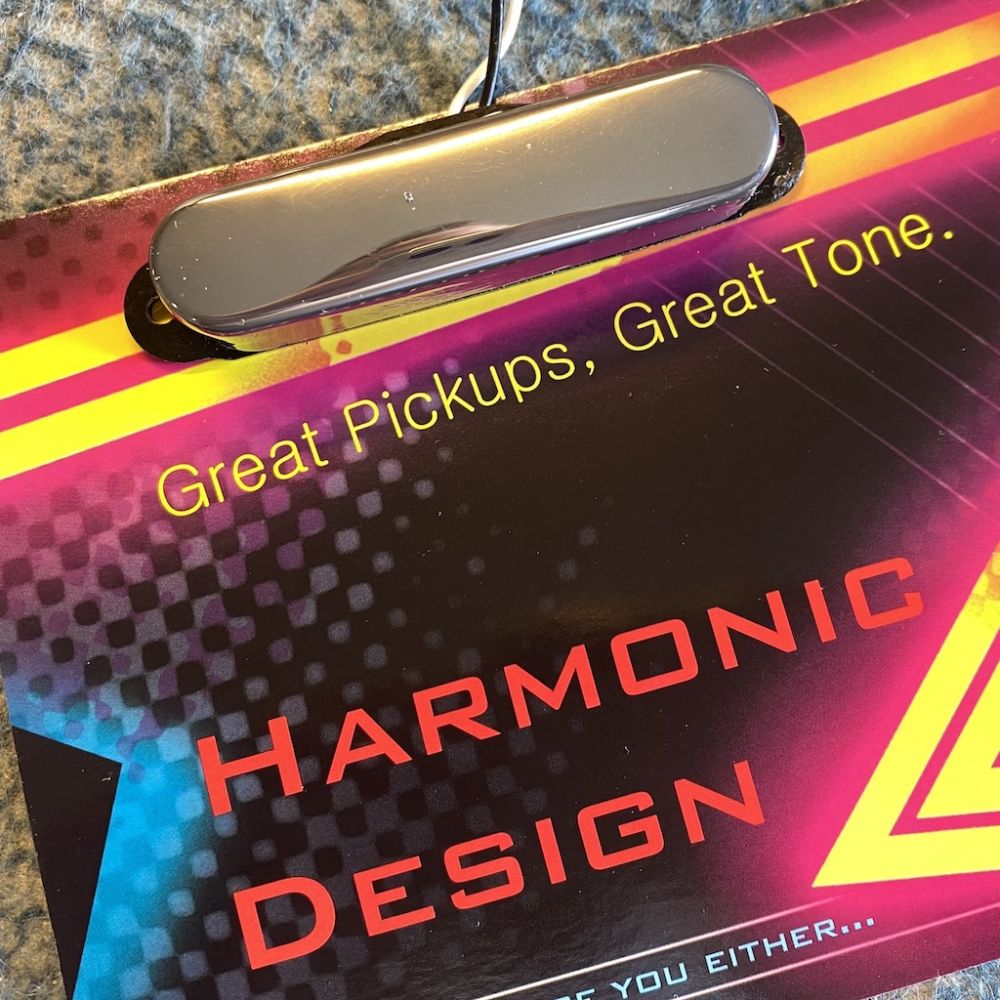 Great Pickups, Great Tone.
HARMONIC
DESIGN
YOU EITHER...